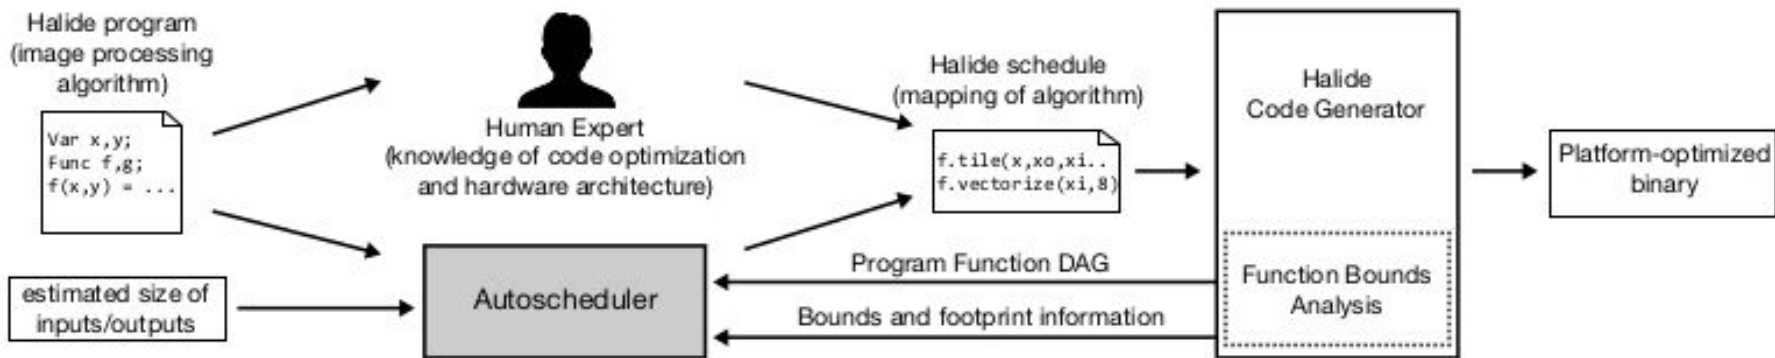 Halide program
(image processing
algorithm)
Var x,y;
Func f,g;
f(x,y) = ...
estimated size of
inputs/outputs
Human Expert
(knowledge of code optimization
and hardware architecture)
Autoscheduler
Halide schedule
(mapping of algorithm)
f.tile(x,xo,xi..
f.vectorize(xi,8)
Program Function DAG
Bounds and footprint information
Halide
Code Generator
Function Bounds
Analysis
Platform-optimized
binary